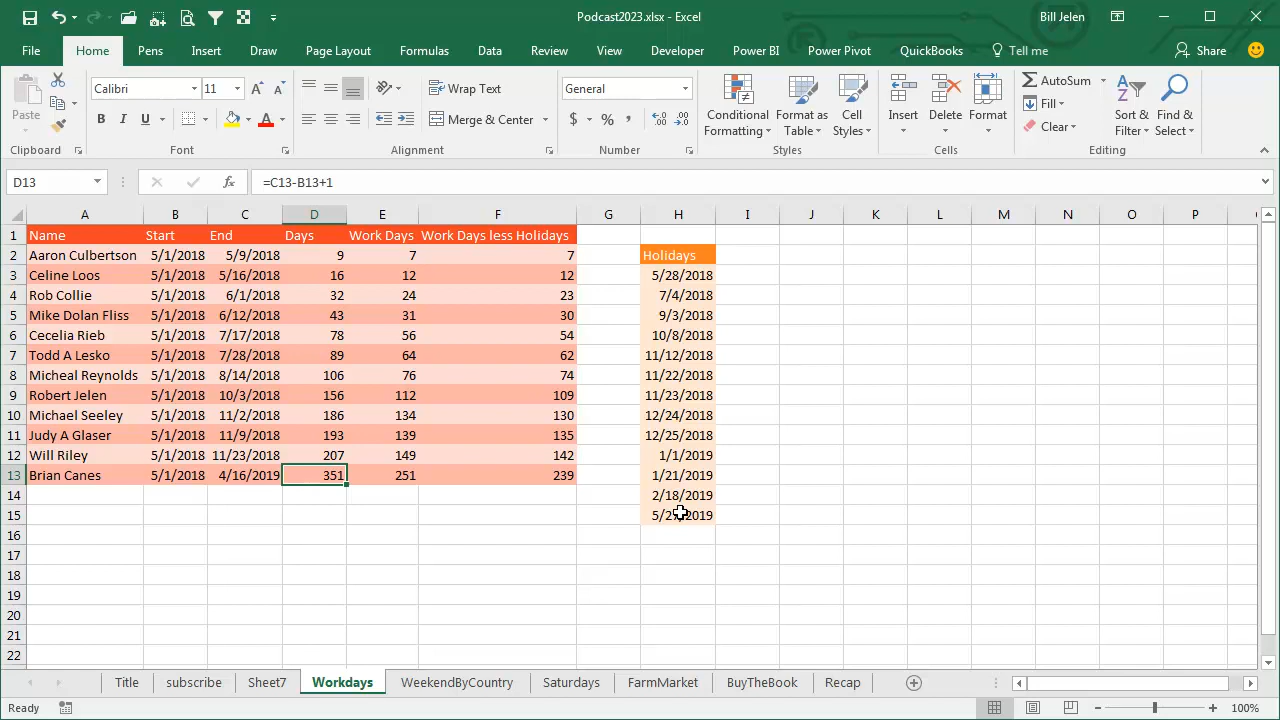 Podcast2023.xlsx - Excel
Bill Jelen
File Home Pens Insert Draw Page Layout Formulas Data Review View Developer Power BI Power Pivot QuickBooks Tell me Share
Paste
Calibri 11
B I U
Wrap Text
Merge & Center
General
$ % ,
Conditional Formatting
Format as Table
Cell Styles
Insert Delete Format
AutoSum
Fill
Clear
Sort & Filter
Find & Select
Clipboard Font Alignment Number Styles Cells Editing
D13 fx =C13-B13+1
A B C D E F G H I J K L M N O P
1 Name Start End Days Work Days Work Days less Holidays
2 Aaron Culbertson 5/1/2018 5/9/2018 9 7 7 Holidays
3 Celine Loos 5/1/2018 5/16/2018 16 12 12 5/28/2018
4 Rob Collie 5/1/2018 6/1/2018 32 24 23 7/4/2018
5 Mike Dolan Fliss 5/1/2018 6/12/2018 43 31 30 9/3/2018
6 Cecelia Rieb 5/1/2018 7/17/2018 78 56 54 10/8/2018
7 Todd A Lesko 5/1/2018 7/28/2018 89 64 62 11/12/2018
8 Micheal Reynolds 5/1/2018 8/14/2018 106 76 74 11/22/2018
9 Robert Jelen 5/1/2018 10/3/2018 156 112 109 11/23/2018
10 Michael Seeley 5/1/2018 11/2/2018 186 134 130 12/24/2018
11 Judy A Glaser 5/1/2018 11/9/2018 193 139 135 12/25/2018
12 Will Riley 5/1/2018 11/23/2018 207 149 142 1/1/2019
13 Brian Canes 5/1/2018 4/16/2019 351 251 239 1/21/2019
14 2/18/2019
15 5/27/2019
16
17
18
19
20
21
22
Title subscribe Sheet7 Workdays WeekendByCountry Saturdays FarmMarket BuyTheBook Recap
Ready 100%